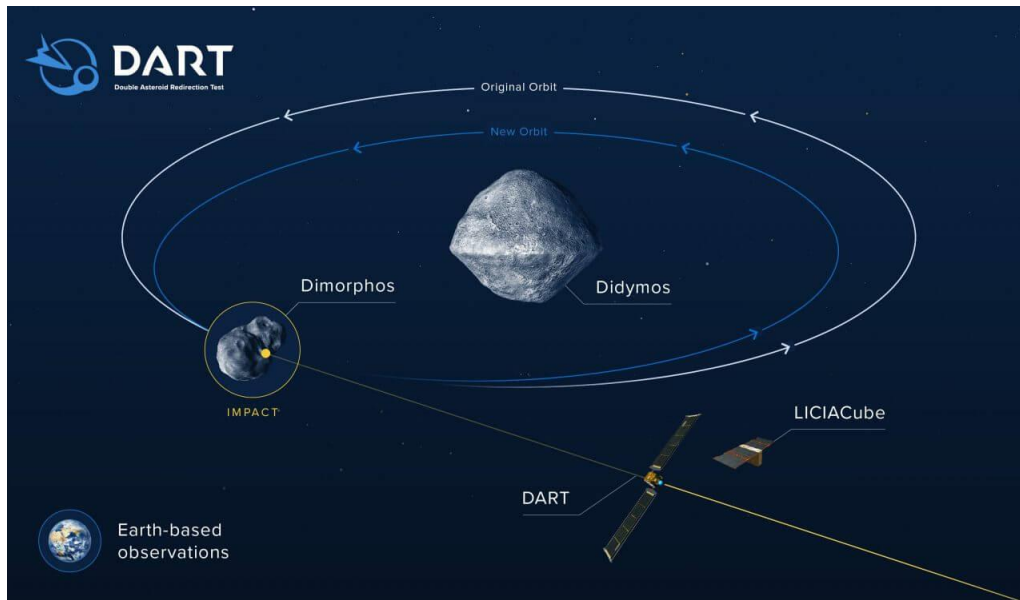 DART
Double Asteroid Redirection Test
Original Orbit
New Orbit
Dimorphos
Didymos
IMPACT
LICIACube
DART
Earth-based
observations